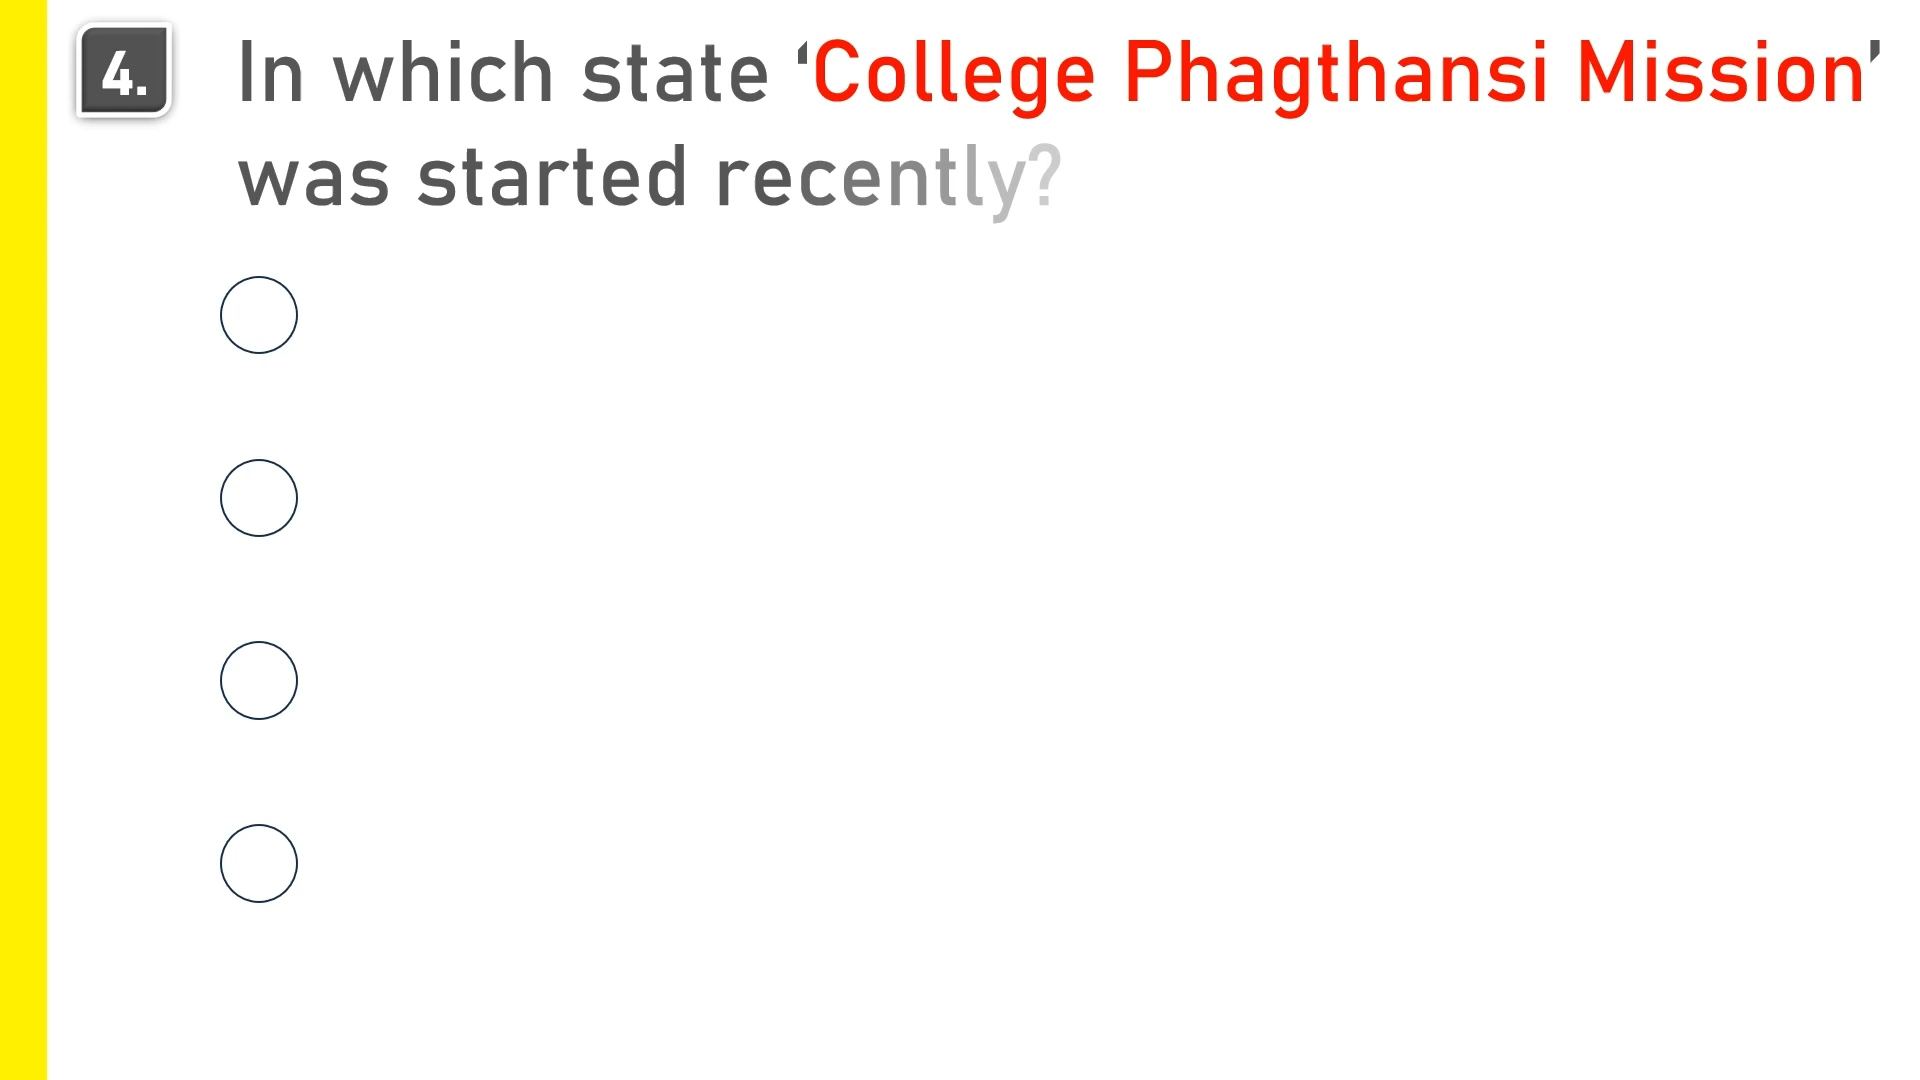 4. In which state ‘College Phagthansi Mission’
was started recently?